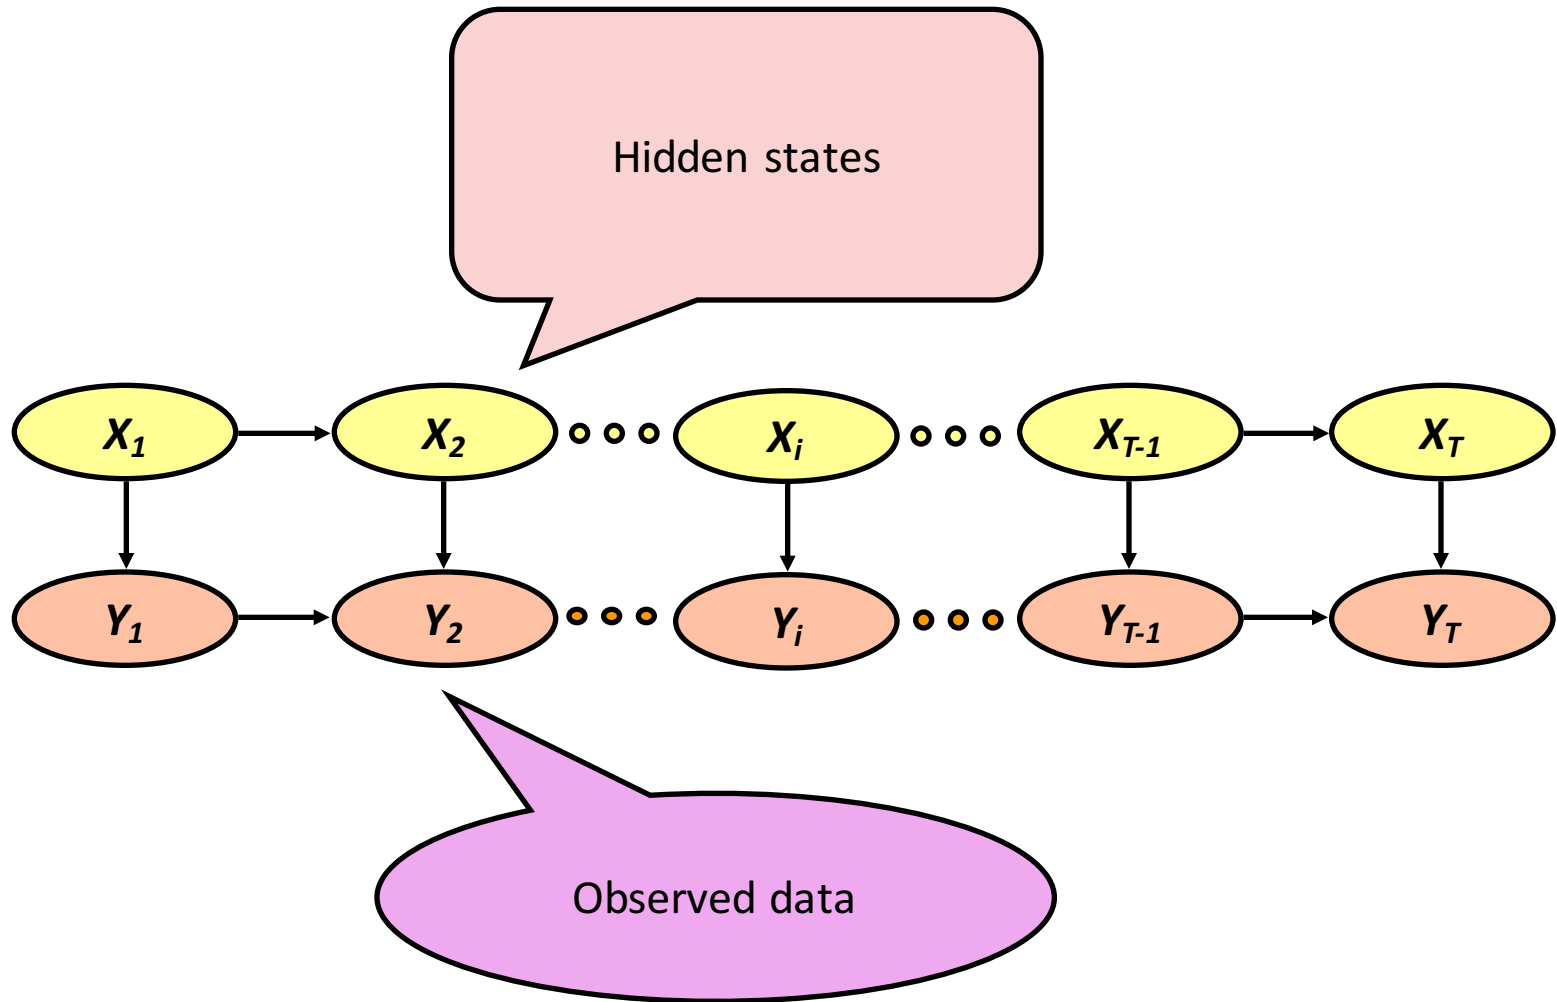 Hidden states
X1 X2 Xi XT-1 XT
Y1 Y2 Yi YT-1 YT
Observed data